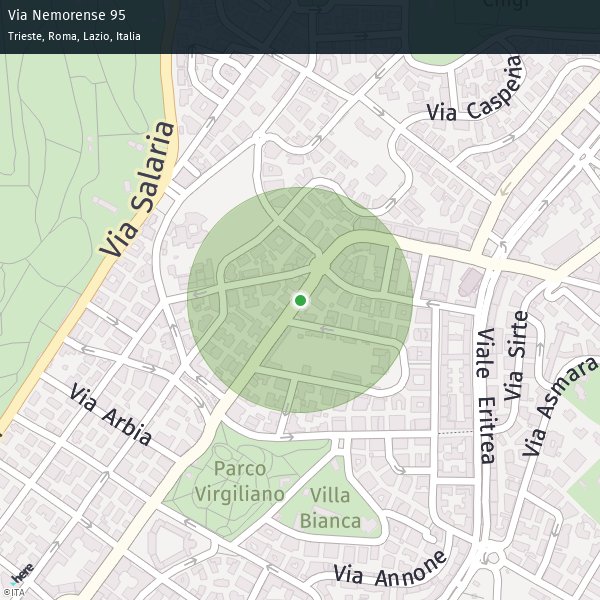 Via Nemorense 95
Trieste, Roma, Lazio, Italia
Via Caspena
Via Salaria
Viale Eritrea
Via Sirte
Via Asmara
Via Arbia
Parco
Virgiliano
Villa
Bianca
Via Annone
here
©ITA